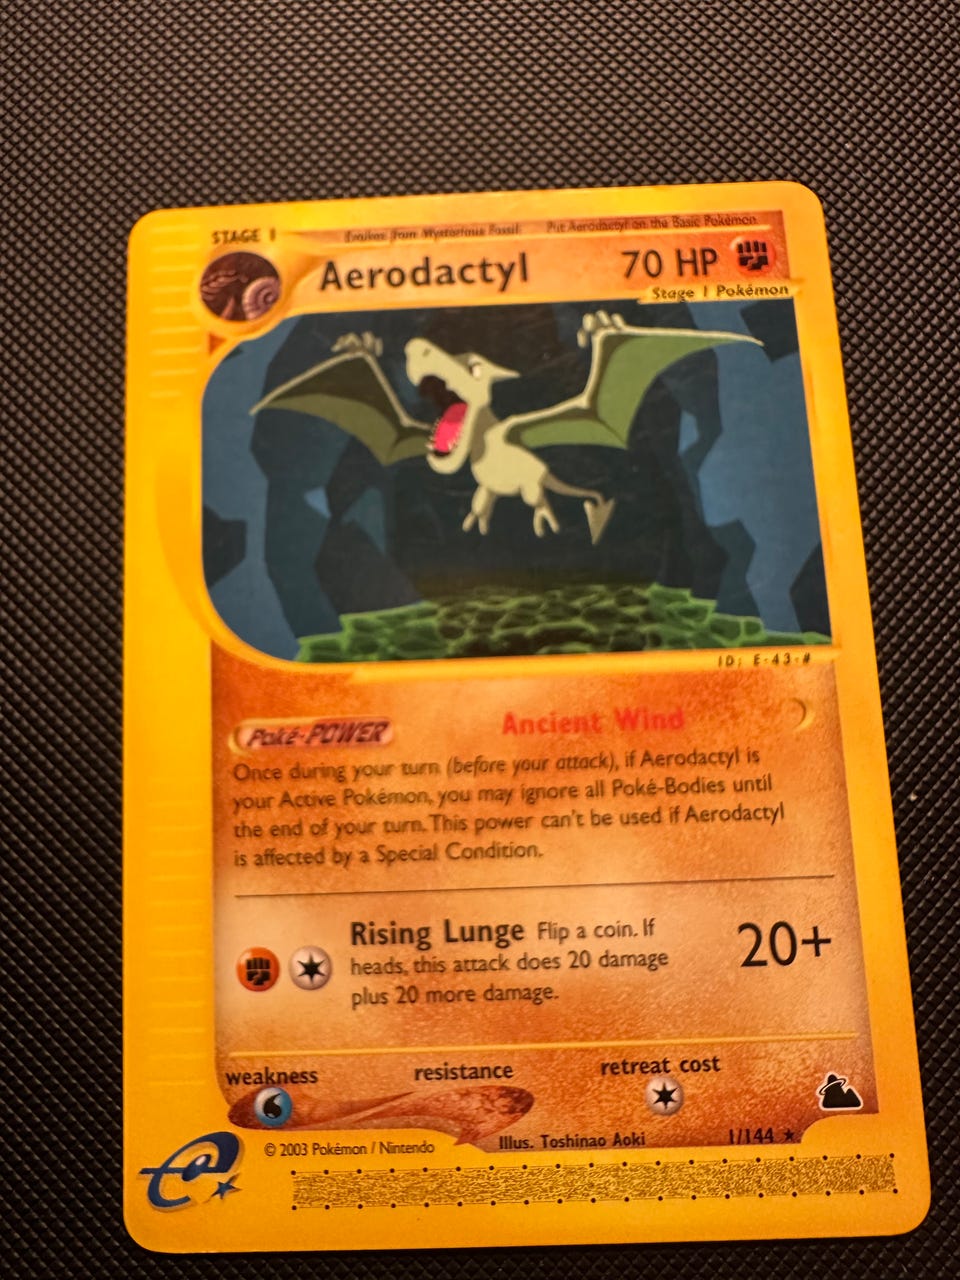 STAGE 1 Evolves from Mysterious Fossil Put Aerodactyl on the Basic Pokémon
Aerodactyl 70 HP
Stage 1 Pokémon
ID: E-43-#
Poké-POWER Ancient Wind
Once during your turn (before your attack), if Aerodactyl is
your Active Pokémon, you may ignore all Poké-Bodies until
the end of your turn. This power can't be used if Aerodactyl
is affected by a Special Condition.
Rising Lunge Flip a coin. If
heads, this attack does 20 damage
plus 20 more damage.
20+
weakness resistance retreat cost
Illus. Toshinao Aoki 1/144 ★
© 2003 Pokémon / Nintendo
e